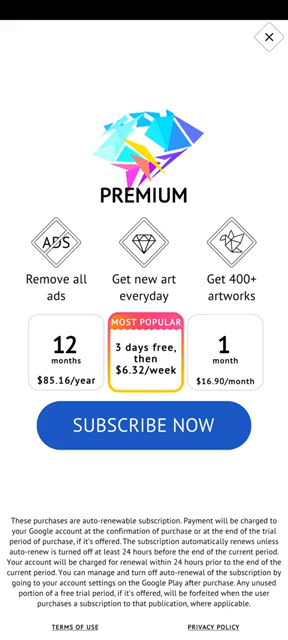 PREMIUM
ADS
Remove all
ads
Get new art
everyday
Get 400+
artworks
12
months
$85.16/year
MOST POPULAR
3 days free,
then
$6.32/week
1
month
$16.90/month
SUBSCRIBE NOW
These purchases are auto-renewable subscription. Payment will be charged to
your Google account at the confirmation of purchase or at the end of the trial
period of purchase, if it's offered. The subscription automatically renews unless
auto-renew is turned off at least 24 hours before the end of the current period.
Your account will be charged for renewal within 24 hours prior to the end of the
current period. You can manage and turn off auto-renewal of the subscription by
going to your account settings on the Google Play after purchase. Any unused
portion of a free trial period, if it's offered, will be forfeited when the user
purchases a subscription to that publication, where applicable.
TERMS OF USE
PRIVACY POLICY